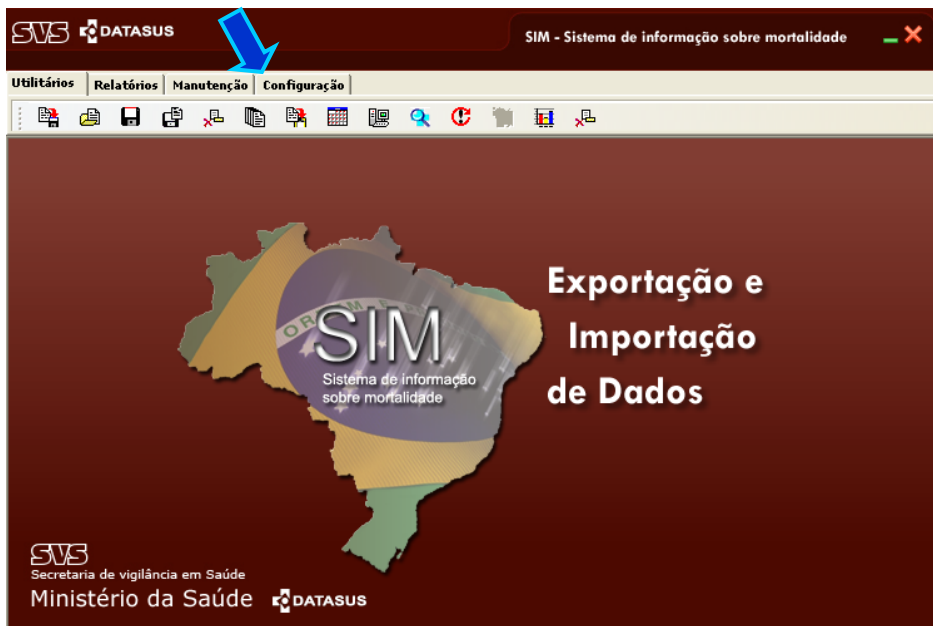 SVS DATASUS
SIM - Sistema de informação sobre mortalidade
Utilitários Relatórios Manutenção Configuração
ORDEM E
SIM
Sistema de informação
sobre mortalidade
Exportação e
Importação
de Dados
SVS
Secretaria de vigilância em Saúde
Ministério da Saúde DATASUS